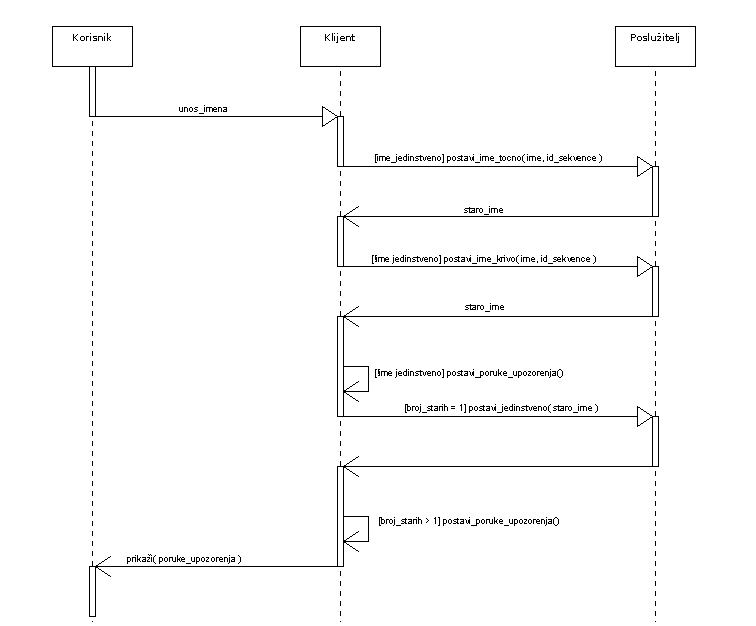 Korisnik
Klijent
Poslužitelj
unos_imena
[ime_jedinstveno] postavi_ime_tocno( ime, id_sekvence )
staro_ime
[!ime jedinstveno] postavi_ime_krivo( ime, id_sekvence )
staro_ime
[!ime jedinstveno] postavi_poruke_upozorenja()
[broj_starih = 1] postavi_jedinstveno( staro_ime )
[broj_starih > 1] postavi_poruke_upozorenja()
prikaži( poruke_upozorenja )